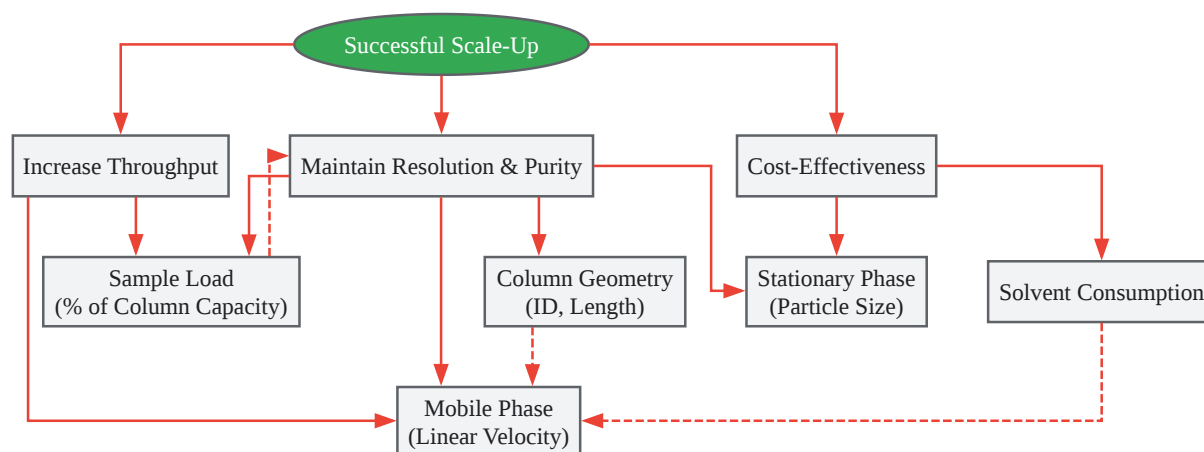 Successful Scale-Up
Increase Throughput
Maintain Resolution & Purity
Cost-Effectiveness
Sample Load
(% of Column Capacity)
Column Geometry
(ID, Length)
Stationary Phase
(Particle Size)
Solvent Consumption
Mobile Phase
(Linear Velocity)